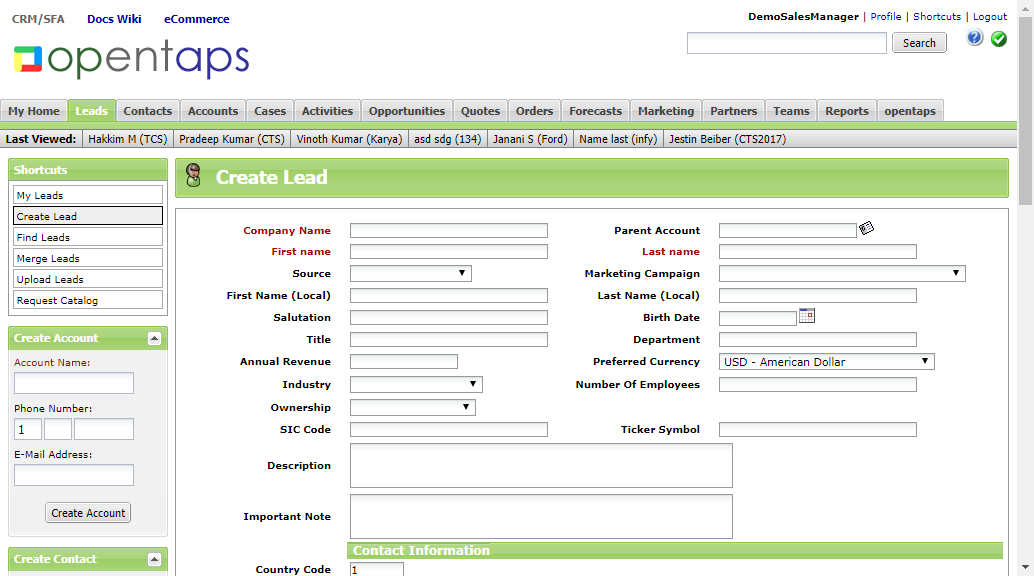 CRM/SFA Docs Wiki eCommerce
DemoSalesManager | Profile | Shortcuts | Logout
opentaps
Search
My Home Leads Contacts Accounts Cases Activities Opportunities Quotes Orders Forecasts Marketing Partners Teams Reports opentaps
Last Viewed: Hakkim M (TCS) Pradeep Kumar (CTS) Vinoth Kumar (Karya) asd sdg (134) Janani S (Ford) Name last (infy) Jestin Beiber (CTS2017)
Shortcuts
My Leads
Create Lead
Find Leads
Merge Leads
Upload Leads
Request Catalog
Create Account
Account Name:
Phone Number:
1
E-Mail Address:
Create Account
Create Contact
Create Lead
Company Name Parent Account
First name Last name
Source Marketing Campaign
First Name (Local) Last Name (Local)
Salutation Birth Date
Title Department
Annual Revenue Preferred Currency USD - American Dollar
Industry Number Of Employees
Ownership
SIC Code Ticker Symbol
Description
Important Note
Contact Information
Country Code 1